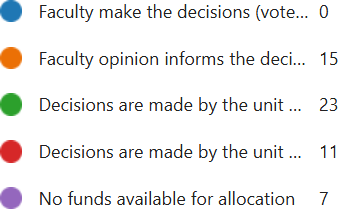 Faculty make the decisions (vote... 0
Faculty opinion informs the deci... 15
Decisions are made by the unit ... 23
Decisions are made by the unit ... 11
No funds available for allocation 7